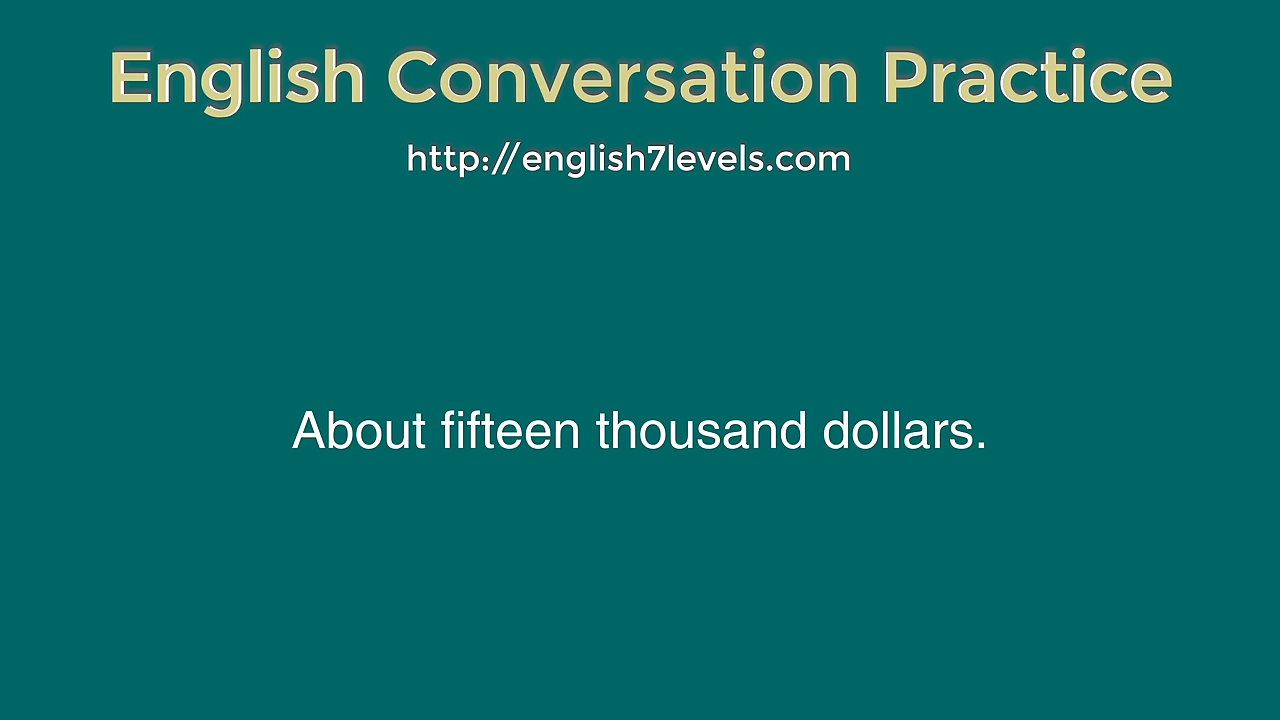 English Conversation Practice
http://english7levels.com
About fifteen thousand dollars.